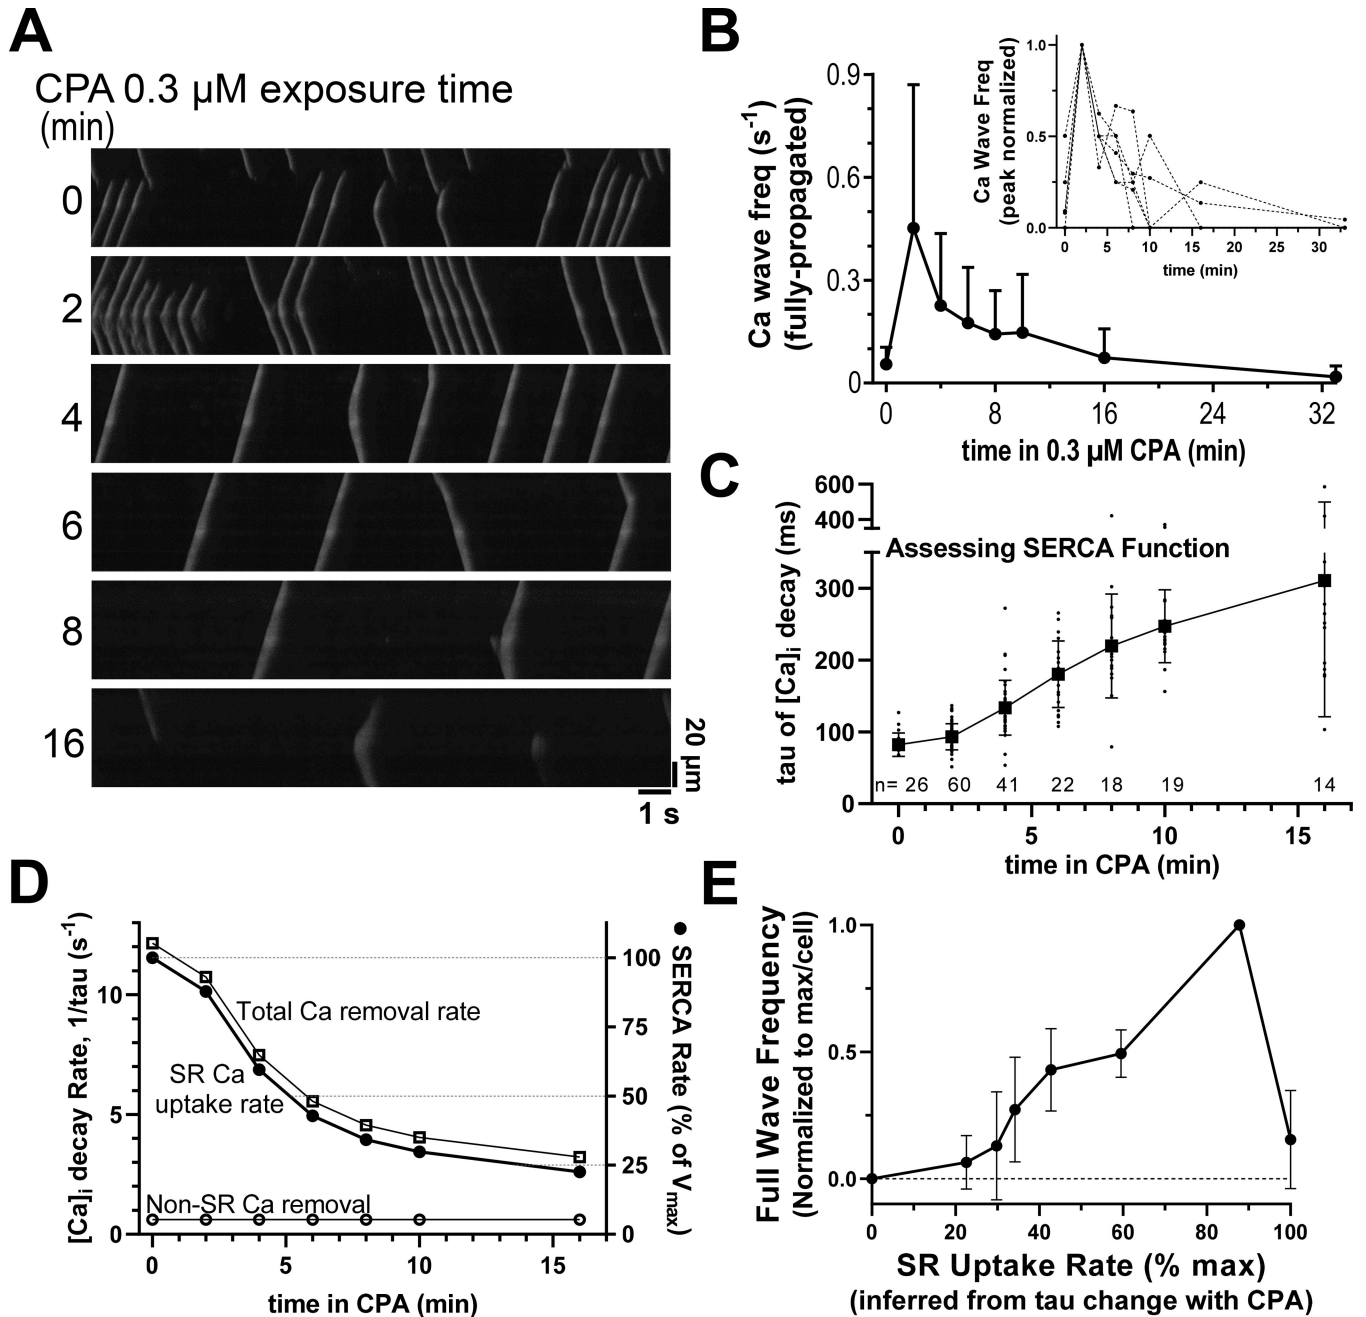 A
CPA 0.3 µM exposure time
(min)
0
2
4
6
8
16
20 µm
1 s
B
Ca wave freq (s⁻¹)
(fully-propagated)
0.9
0.6
0.3
0
0 8 16 24 32
time in 0.3 µM CPA (min)
Ca Wave Freq
(peak normalized)
1.0
0.5
0.0
0 5 10 15 20 25 30
time (min)
C
tau of [Ca]ᵢ decay (ms)
600
400
300
200
100
0
Assessing SERCA Function
n= 26 60 41 22 18 19 14
0 5 10 15
time in CPA (min)
D
[Ca]ᵢ decay Rate, 1/tau (s⁻¹)
10
5
0
Total Ca removal rate
SR Ca
uptake rate
Non-SR Ca removal
100
75
50
25
0
● SERCA Rate (% of Vmax)
0 5 10 15
time in CPA (min)
E
Full Wave Frequency
(Normalized to max/cell)
1.0
0.5
0.0
0 20 40 60 80 100
SR Uptake Rate (% max)
(inferred from tau change with CPA)